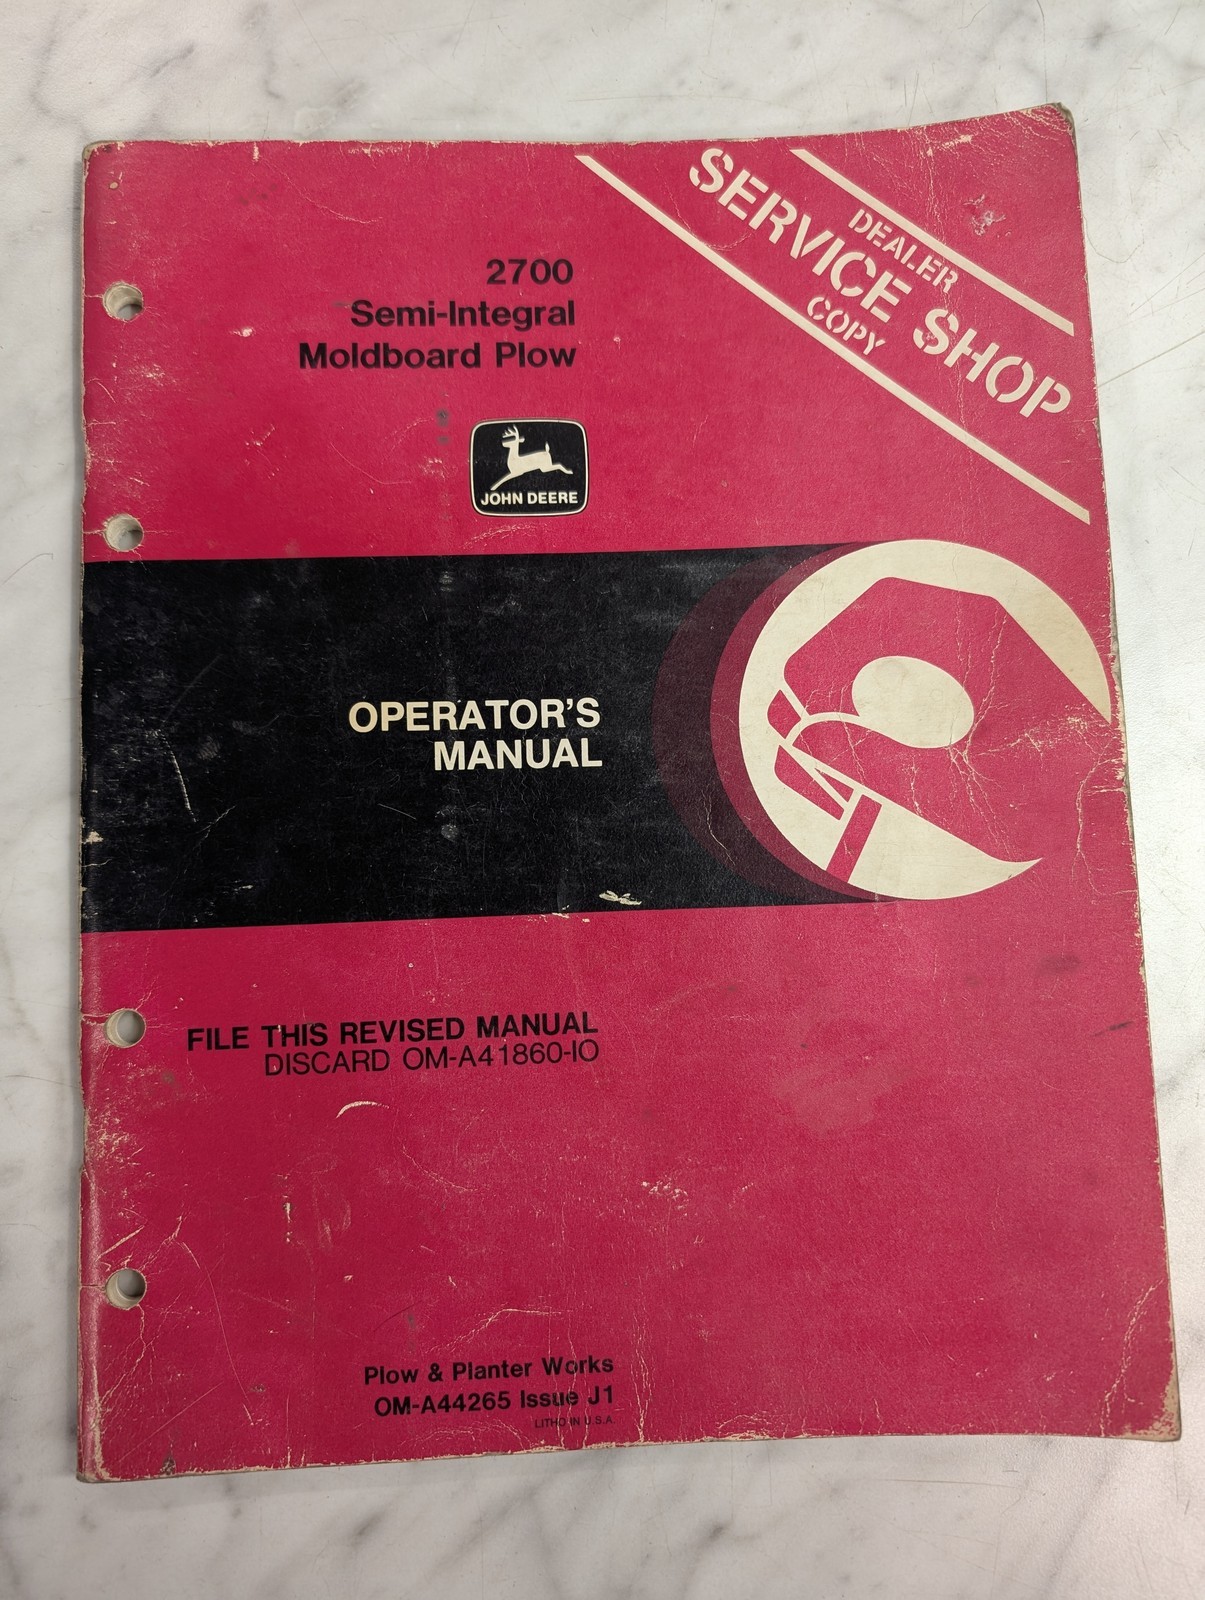 DEALER
SERVICE SHOP
COPY
2700
Semi-Integral
Moldboard Plow
JOHN DEERE
OPERATOR'S
MANUAL
FILE THIS REVISED MANUAL
DISCARD OM-A41860-IO
Plow & Planter Works
OM-A44265 Issue J1
LITHO IN U.S.A.